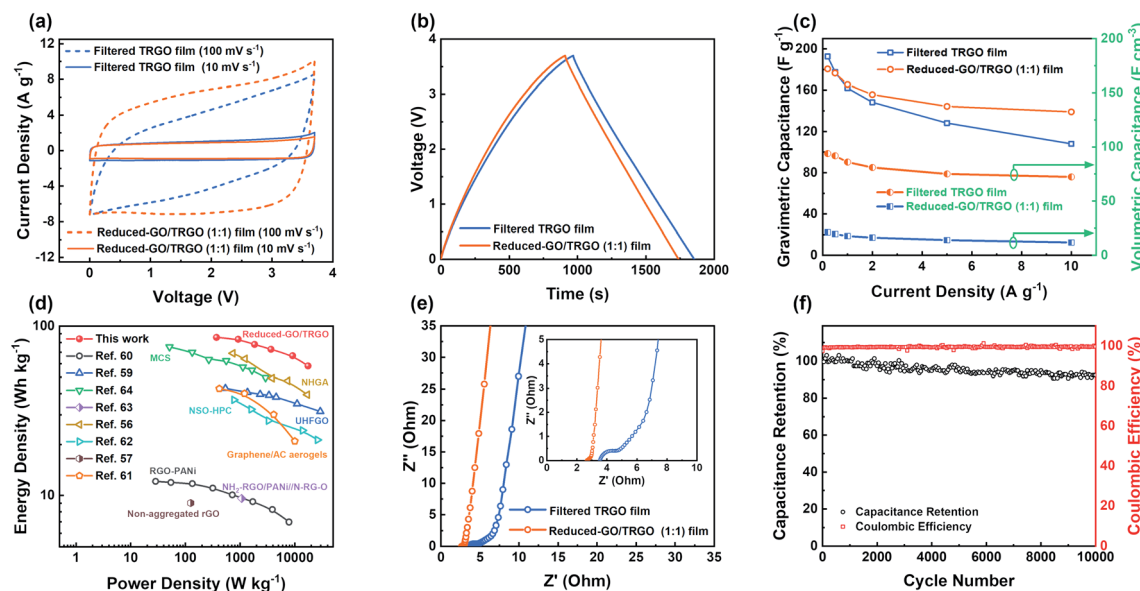 (a)
Current Density (A g-1)
12
8
4
0
-4
-8
-12
Filtered TRGO film (100 mV s-1)
Filtered TRGO film (10 mV s-1)
Reduced-GO/TRGO (1:1) film (100 mV s-1)
Reduced-GO/TRGO (1:1) film (10 mV s-1)
0 1 2 3 4
Voltage (V)
(b)
Voltage (V)
4
3
2
1
0
Filtered TRGO film
Reduced-GO/TRGO (1:1) film
0 500 1000 1500 2000
Time (s)
(c)
Gravimetric Capacitance (F g-1)
200
160
120
80
40
0
Filtered TRGO film
Reduced-GO/TRGO (1:1) film
Filtered TRGO film
Reduced-GO/TRGO (1:1) film
0 2 4 6 8 10
Current Density (A g-1)
200
150
100
50
0
Volumetric Capacitance (F cm-3)
(d)
Energy Density (Wh kg-1)
100
10
This work
Ref. 60
Ref. 59
Ref. 64
Ref. 63
Ref. 56
Ref. 62
Ref. 57
Ref. 61
Reduced-GO/TRGO
MCS
NHGA
NSO-HPC
UHFGO
Graphene/AC aerogels
RGO-PANi
NH2-RGO/PANi//N-RG-O
Non-aggregated rGO
1 10 100 1000 10000
Power Density (W kg-1)
(e)
Z'' (Ohm)
35
30
25
20
15
10
5
0
Z'' (Ohm)
5
4
3
2
1
0
0 2 4 6 8 10
Z' (Ohm)
Filtered TRGO film
Reduced-GO/TRGO (1:1) film
0 5 10 15 20 25 30 35
Z' (Ohm)
(f)
Capacitance Retention (%)
120
100
80
60
40
20
0
Capacitance Retention
Coulombic Efficiency
0 2000 4000 6000 8000 10000
Cycle Number
100
80
60
40
20
0
Coulombic Efficiency (%)